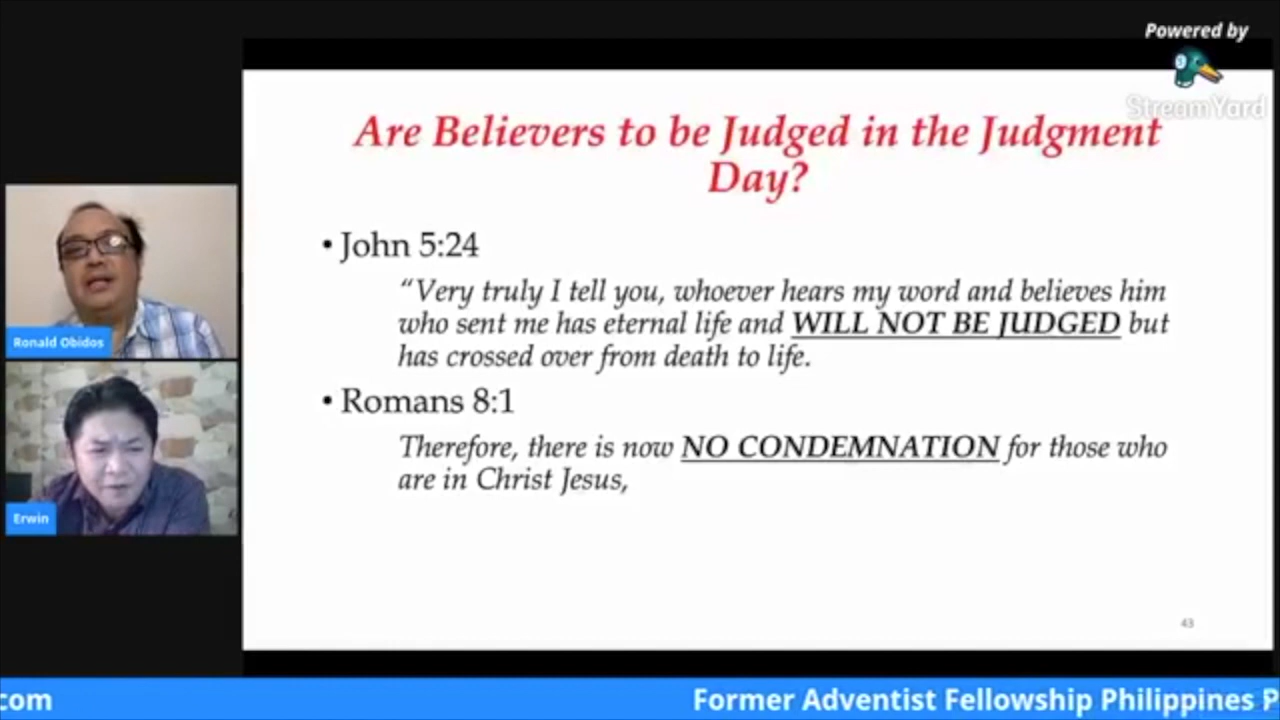 Powered by
StreamYard
Are Believers to be Judged in the Judgment
Day?
• John 5:24
“Very truly I tell you, whoever hears my word and believes him
who sent me has eternal life and WILL NOT BE JUDGED but
has crossed over from death to life.
• Romans 8:1
Therefore, there is now NO CONDEMNATION for those who
are in Christ Jesus,
43
Ronald Obidos
Erwin
com
Former Adventist Fellowship Philippines P